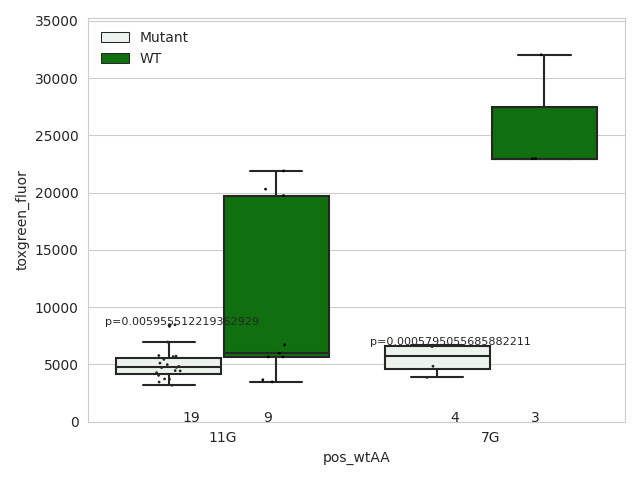 35000
Mutant
WT
30000
25000
toxgreen_fluor
20000
15000
10000
p=0.005955512219362929
p=0.0005795055685882211
5000
0
19 9 4 3
11G 7G
pos_wtAA